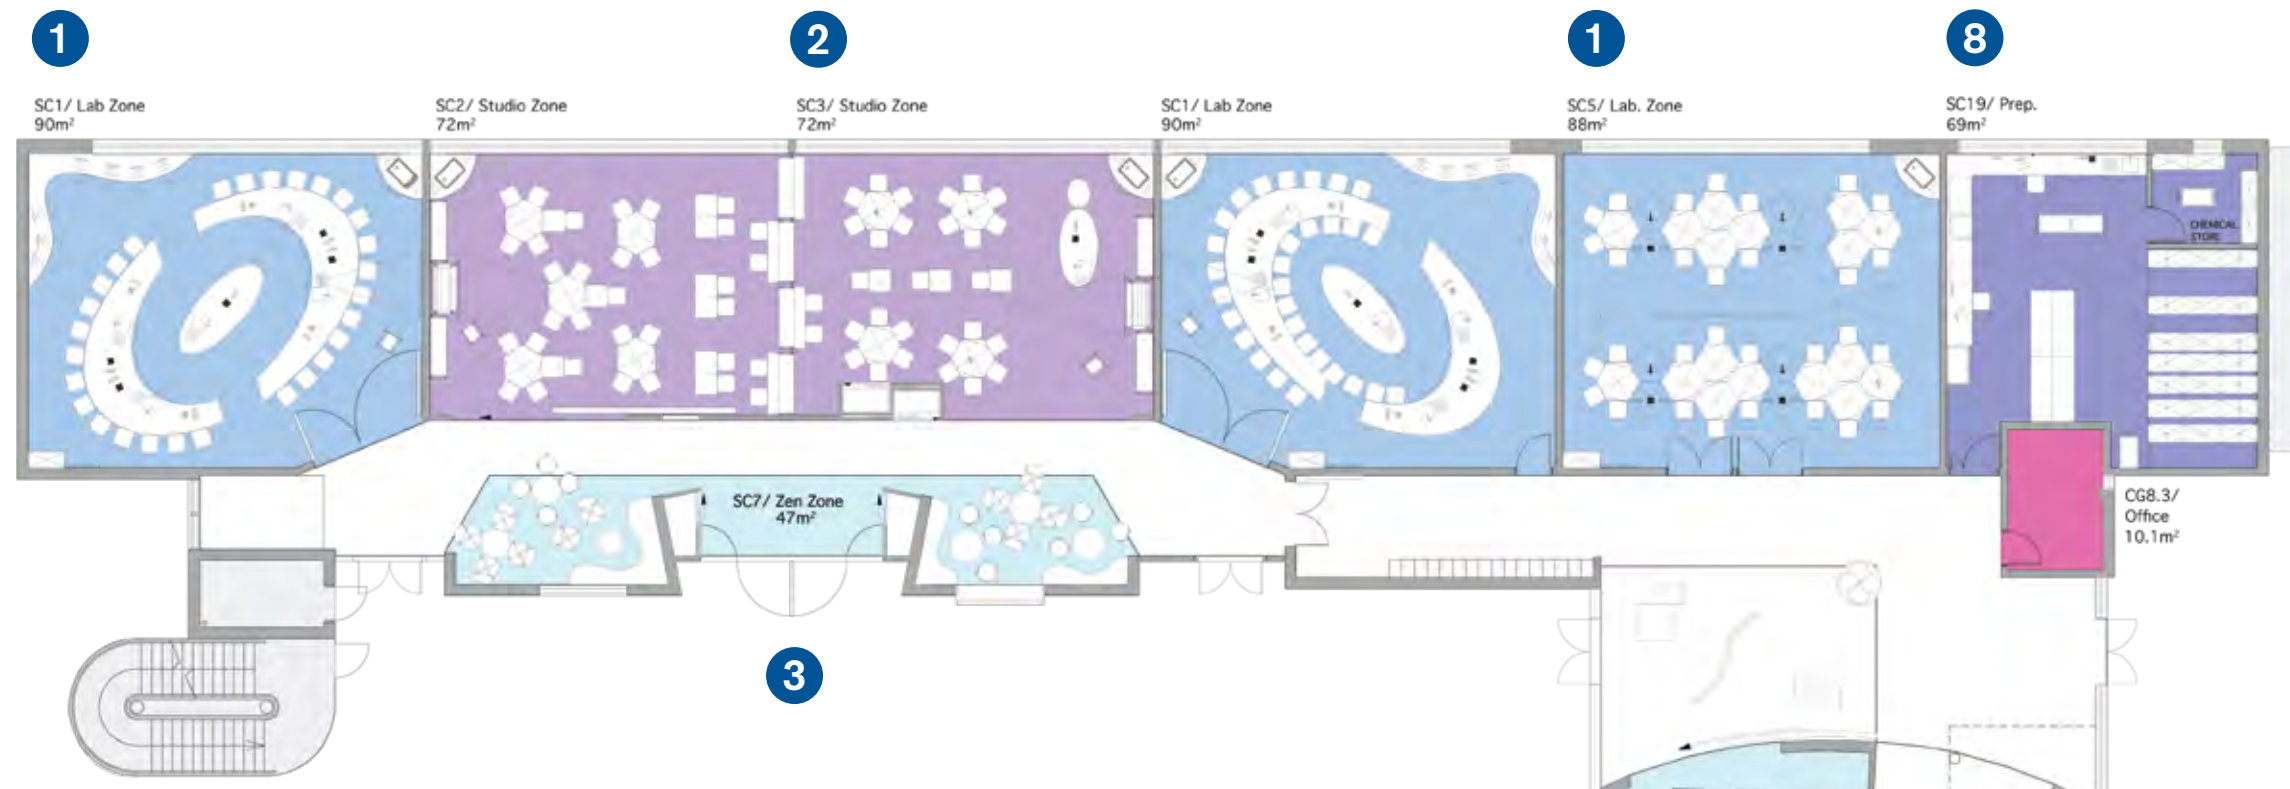 1
2
1
8
SC1/ Lab Zone
90m²
SC2/ Studio Zone
72m²
SC3/ Studio Zone
72m²
SC1/ Lab Zone
90m²
SC5/ Lab. Zone
88m²
SC19/ Prep.
69m²
CHEMICAL
STORE
SC7/ Zen Zone
47m²
CG8.3/
Office
10.1m²
3